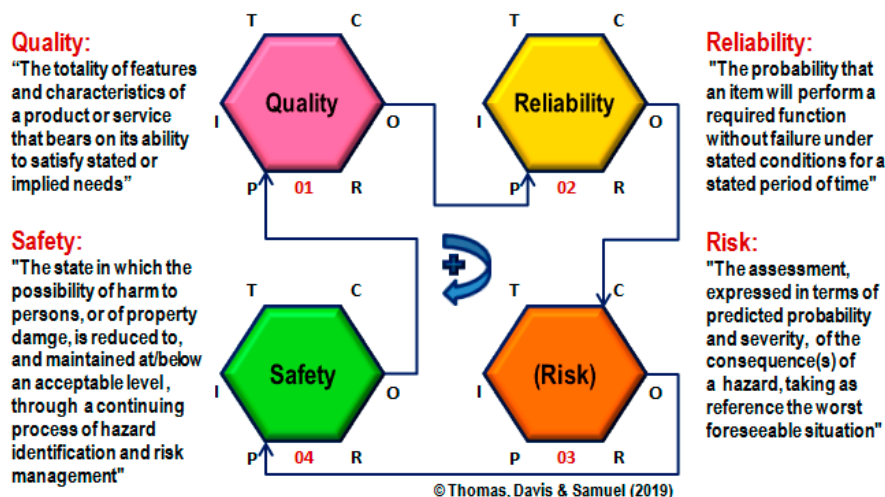 Quality:
“The totality of features
and characteristics of
a product or service
that bears on its ability
to satisfy stated or
implied needs”
T C
I Quality O
P 01 R
T C
I Reliability O
P 02 R
Reliability:
"The probability that
an item will perform a
required function
without failure under
stated conditions for a
stated period of time"
Safety:
"The state in which the
possibility of harm to
persons, or of property
damge, is reduced to,
and maintained at/below
an acceptable level,
through a continuing
process of hazard
identification and risk
management"
T C
I Safety O
P 04 R
T C
I (Risk) O
P 03 R
Risk:
"The assessment,
expressed in terms of
predicted probability
and severity, of the
consequence(s) of
a hazard, taking as
reference the worst
foreseeable situation"
© Thomas, Davis & Samuel (2019)